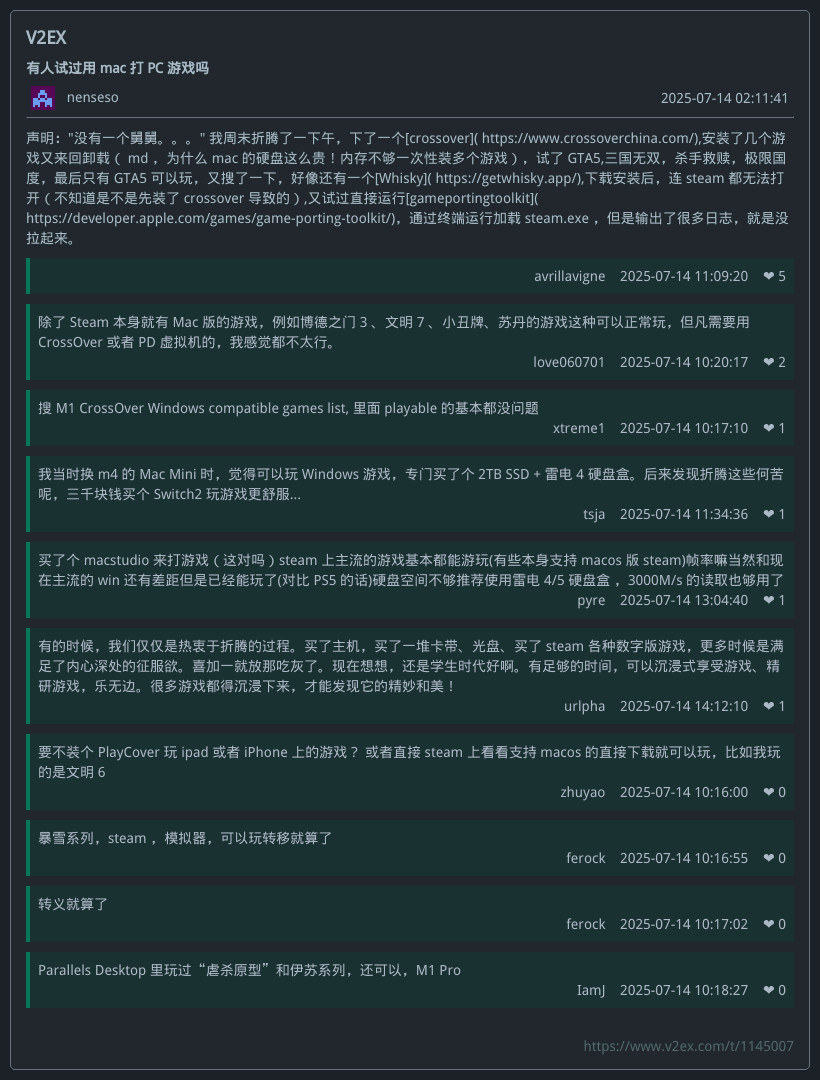 V2EX
有人试过用 mac 打 PC 游戏吗
nenseso 2025-07-14 02:11:41
声明："没有一个舅舅。。。" 我周末折腾了一下午，下了一个[crossover]( https://www.crossoverchina.com/),安装了几个游
戏又来回卸载（ md ，为什么 mac 的硬盘这么贵！内存不够一次性装多个游戏），试了 GTA5,三国无双，杀手救赎，极限国
度，最后只有 GTA5 可以玩，又搜了一下，好像还有一个[Whisky]( https://getwhisky.app/),下载安装后，连 steam 都无法打
开（不知道是不是先装了 crossover 导致的）,又试过直接运行[gameportingtoolkit](
https://developer.apple.com/games/game-porting-toolkit/)，通过终端运行加载 steam.exe ，但是输出了很多日志，就是没
拉起来。
avrillavigne 2025-07-14 11:09:20 ❤ 5
除了 Steam 本身就有 Mac 版的游戏，例如博德之门 3 、文明 7 、小丑牌、苏丹的游戏这种可以正常玩，但凡需要用
CrossOver 或者 PD 虚拟机的，我感觉都不太行。
love060701 2025-07-14 10:20:17 ❤ 2
搜 M1 CrossOver Windows compatible games list, 里面 playable 的基本都没问题
xtreme1 2025-07-14 10:17:10 ❤ 1
我当时换 m4 的 Mac Mini 时，觉得可以玩 Windows 游戏，专门买了个 2TB SSD + 雷电 4 硬盘盒。后来发现折腾这些何苦
呢，三千块钱买个 Switch2 玩游戏更舒服...
tsja 2025-07-14 11:34:36 ❤ 1
买了个 macstudio 来打游戏（这对吗）steam 上主流的游戏基本都能游玩(有些本身支持 macos 版 steam)帧率嘛当然和现
在主流的 win 还有差距但是已经能玩了(对比 PS5 的话)硬盘空间不够推荐使用雷电 4/5 硬盘盒 ，3000M/s 的读取也够用了
pyre 2025-07-14 13:04:40 ❤ 1
有的时候，我们仅仅是热衷于折腾的过程。买了主机，买了一堆卡带、光盘、买了 steam 各种数字版游戏，更多时候是满
足了内心深处的征服欲。喜加一就放那吃灰了。现在想想，还是学生时代好啊。有足够的时间，可以沉浸式享受游戏、精
研游戏，乐无边。很多游戏都得沉浸下来，才能发现它的精妙和美！
urlpha 2025-07-14 14:12:10 ❤ 1
要不装个 PlayCover 玩 ipad 或者 iPhone 上的游戏？ 或者直接 steam 上看看支持 macos 的直接下载就可以玩，比如我玩
的是文明 6
zhuyao 2025-07-14 10:16:00 ❤ 0
暴雪系列，steam ，模拟器，可以玩转移就算了
ferock 2025-07-14 10:16:55 ❤ 0
转义就算了
ferock 2025-07-14 10:17:02 ❤ 0
Parallels Desktop 里玩过“虐杀原型”和伊苏系列，还可以，M1 Pro
IamJ 2025-07-14 10:18:27 ❤ 0
https://www.v2ex.com/t/1145007